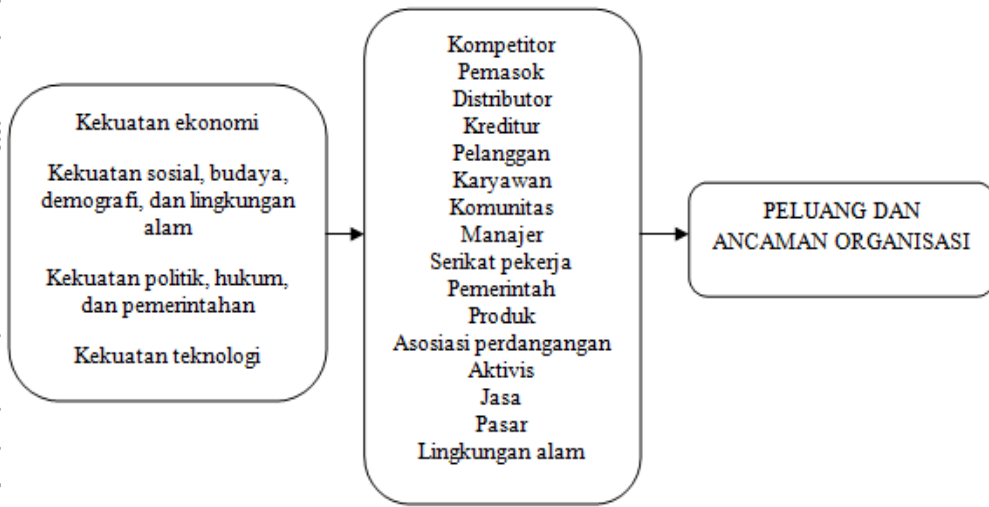 Kekuatan ekonomi
Kekuatan sosial, budaya,
demografi, dan lingkungan
alam
Kekuatan politik, hukum,
dan pemerintahan
Kekuatan teknologi
Kompetitor
Pemasok
Distributor
Kreditur
Pelanggan
Karyawan
Komunitas
Manajer
Serikat pekerja
Pemerintah
Produk
Asosiasi perdangangan
Aktivis
Jasa
Pasar
Lingkungan alam
PELUANG DAN
ANCAMAN ORGANISASI